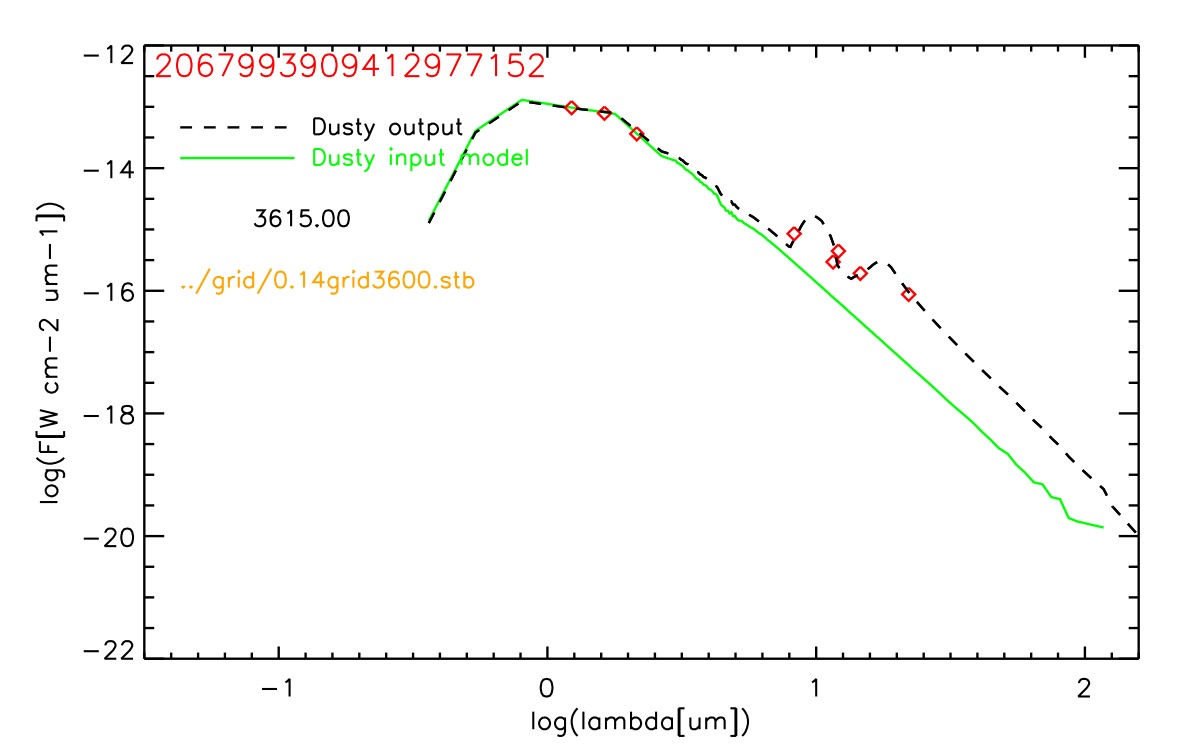 2067993909412977152
Dusty output
Dusty input model
3615.00
../grid/0.14grid3600.stb
log(F[W cm−2 um−1])
−12
−14
−16
−18
−20
−22
−1
0
1
2
log(lambda[um])